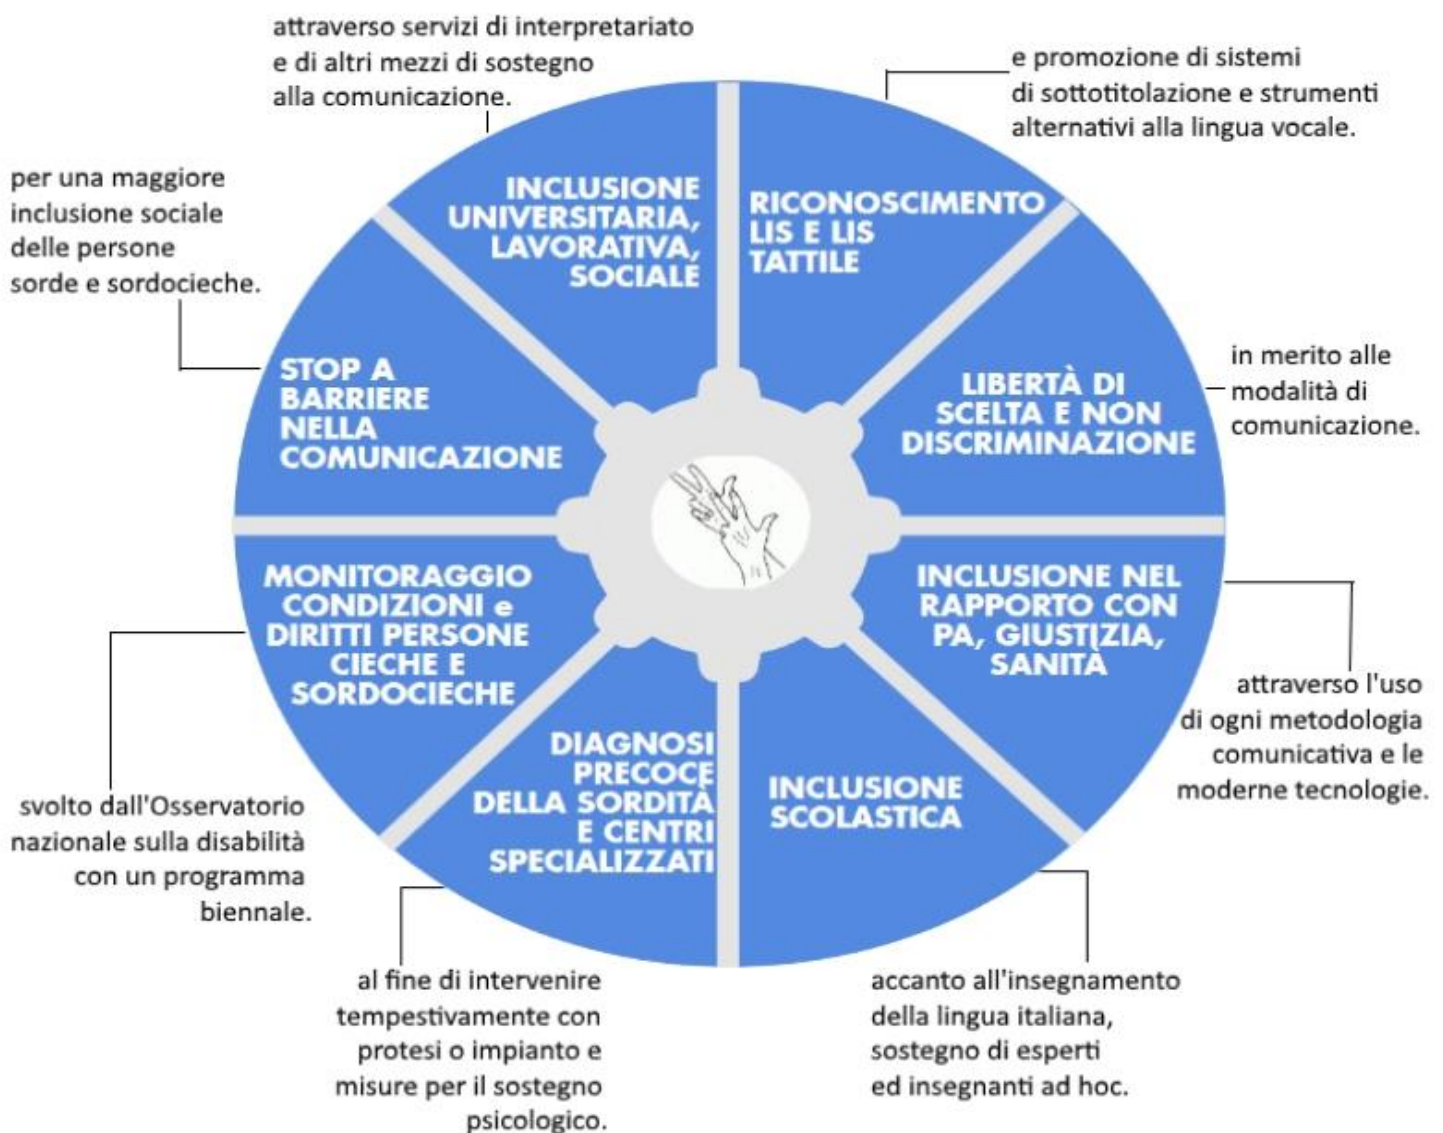 attraverso servizi di interpretariato
e di altri mezzi di sostegno
alla comunicazione.
e promozione di sistemi
di sottotitolazione e strumenti
alternativi alla lingua vocale.
per una maggiore
inclusione sociale
delle persone
sorde e sordocieche.
INCLUSIONE
UNIVERSITARIA,
LAVORATIVA,
SOCIALE
RICONOSCIMENTO
LIS E LIS
TATTILE
STOP A
BARRIERE
NELLA
COMUNICAZIONE
LIBERTÀ DI
SCELTA E NON
DISCRIMINAZIONE
in merito alle
modalità di
comunicazione.
MONITORAGGIO
CONDIZIONI e
DIRITTI PERSONE
CIECHE E
SORDOCIECHE
INCLUSIONE NEL
RAPPORTO CON
PA, GIUSTIZIA,
SANITÀ
attraverso l'uso
di ogni metodologia
comunicativa e le
moderne tecnologie.
DIAGNOSI
PRECOCE
DELLA SORDITÀ
E CENTRI
SPECIALIZZATI
INCLUSIONE
SCOLASTICA
svolto dall'Osservatorio
nazionale sulla disabilità
con un programma
biennale.
al fine di intervenire
tempestivamente con
protesi o impianto e
misure per il sostegno
psicologico.
accanto all'insegnamento
della lingua italiana,
sostegno di esperti
ed insegnanti ad hoc.